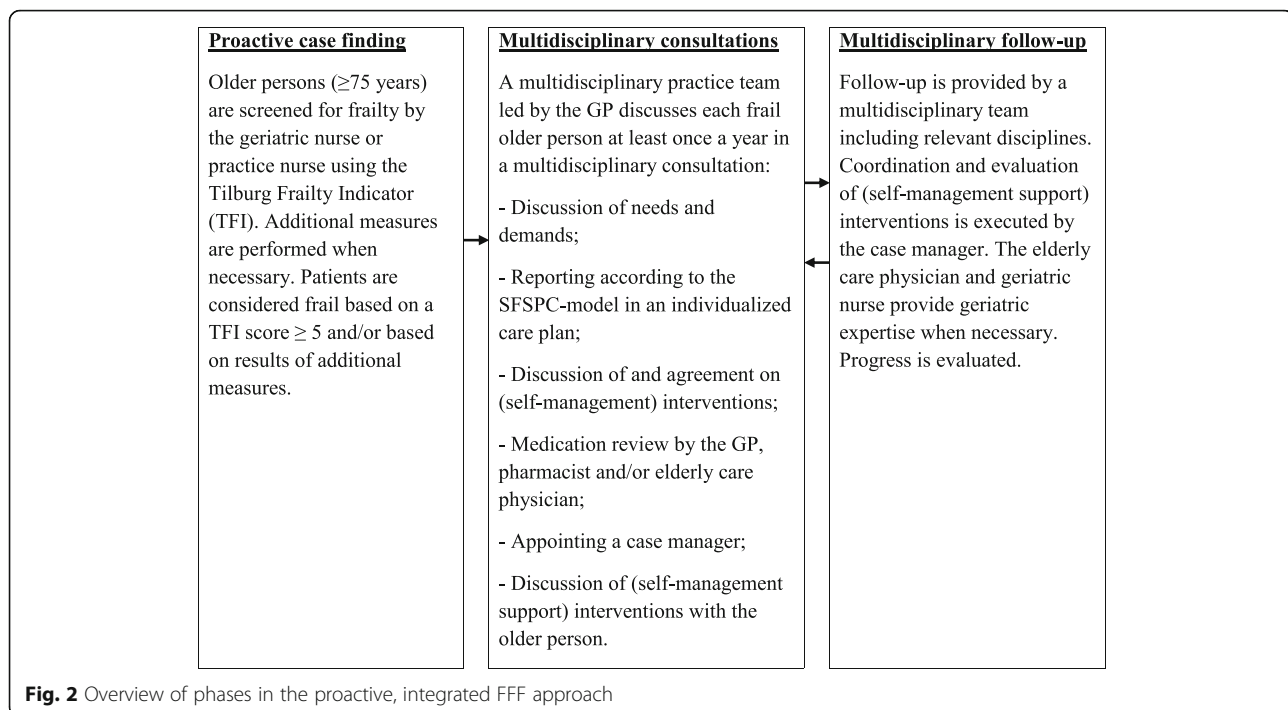 Proactive case finding
Older persons (≥75 years)
are screened for frailty by
the geriatric nurse or
practice nurse using the
Tilburg Frailty Indicator
(TFI). Additional measures
are performed when
necessary. Patients are
considered frail based on a
TFI score ≥ 5 and/or based
on results of additional
measures.
Multidisciplinary consultations
A multidisciplinary practice team
led by the GP discusses each frail
older person at least once a year in
a multidisciplinary consultation:
- Discussion of needs and
demands;
- Reporting according to the
SFSPC-model in an individualized
care plan;
- Discussion of and agreement on
(self-management) interventions;
- Medication review by the GP,
pharmacist and/or elderly care
physician;
- Appointing a case manager;
- Discussion of (self-management
support) interventions with the
older person.
Multidisciplinary follow-up
Follow-up is provided by a
multidisciplinary team
including relevant disciplines.
Coordination and evaluation
of (self-management support)
interventions is executed by
the case manager. The elderly
care physician and geriatric
nurse provide geriatric
expertise when necessary.
Progress is evaluated.
Fig. 2 Overview of phases in the proactive, integrated FFF approach